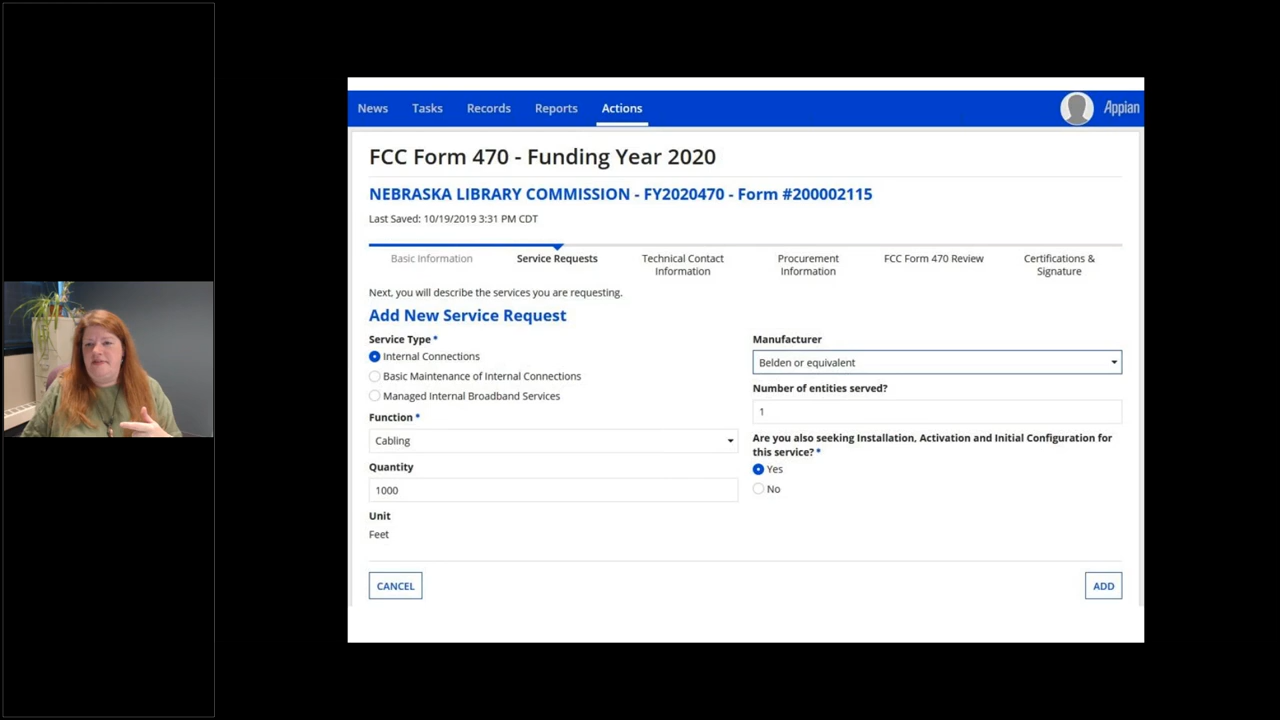 News Tasks Records Reports Actions Appian
FCC Form 470 - Funding Year 2020
NEBRASKA LIBRARY COMMISSION - FY2020470 - Form #200002115
Last Saved: 10/19/2019 3:31 PM CDT
Basic Information
Service Requests
Technical Contact
Information
Procurement
Information
FCC Form 470 Review
Certifications &
Signature
Next, you will describe the services you are requesting.
Add New Service Request
Service Type *
Internal Connections
Basic Maintenance of Internal Connections
Managed Internal Broadband Services
Function *
Cabling
Quantity
1000
Unit
Feet
Manufacturer
Belden or equivalent
Number of entities served?
1
Are you also seeking Installation, Activation and Initial Configuration for
this service? *
Yes
No
CANCEL
ADD